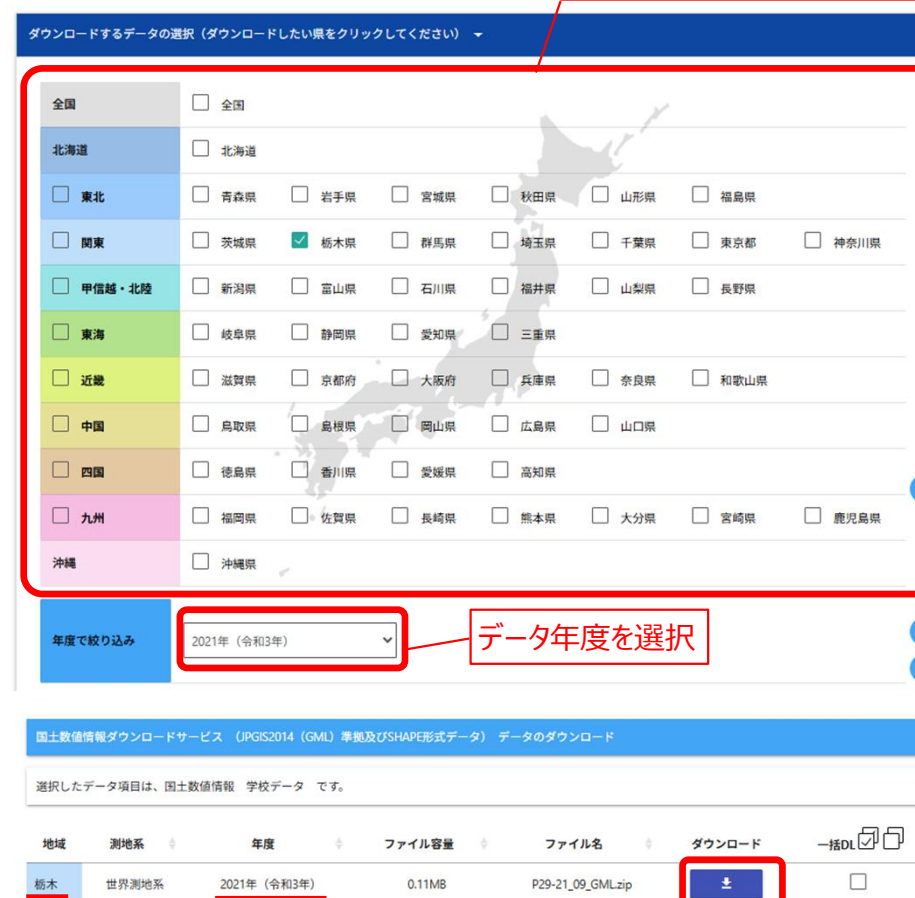 ダウンロードするデータの選択（ダウンロードしたい県をクリックしてください）
全国 全国
北海道 北海道
東北 青森県 岩手県 宮城県 秋田県 山形県 福島県
関東 茨城県 栃木県 群馬県 埼玉県 千葉県 東京都 神奈川県
甲信越・北陸 新潟県 富山県 石川県 福井県 山梨県 長野県
東海 岐阜県 静岡県 愛知県 三重県
近畿 滋賀県 京都府 大阪府 兵庫県 奈良県 和歌山県
中国 鳥取県 島根県 岡山県 広島県 山口県
四国 徳島県 香川県 愛媛県 高知県
九州 福岡県 佐賀県 長崎県 熊本県 大分県 宮崎県 鹿児島県
沖縄 沖縄県
年度で絞り込み 2021年（令和3年） データ年度を選択
国土数値情報ダウンロードサービス （JPGIS2014（GML）準拠及びSHAPE形式データ） データのダウンロード
選択したデータ項目は、国土数値情報 学校データ です。
地域 測地系 年度 ファイル容量 ファイル名 ダウンロード 一括DL
栃木 世界測地系 2021年（令和3年） 0.11MB P29-21_09_GML.zip